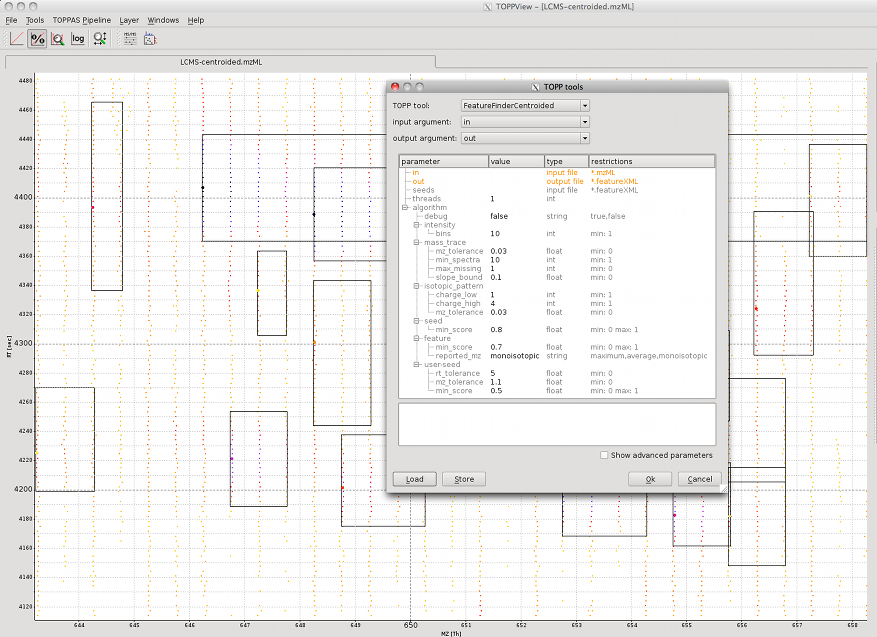 TOPPView – [LCMS-centroided.mzML]
File Tools TOPPAS Pipeline Layer Windows Help
% log MS/MS
LCMS-centroided.mzML
TOPP tools
TOPP tool: FeatureFinderCentroided
input argument: in
output argument: out
parameter value type restrictions
in input file *.mzML
out output file *.featureXML
seeds input file *.featureXML
threads 1 int
algorithm
debug false string true,false
intensity
bins 10 int min: 1
mass_trace
mz_tolerance 0.03 float min: 0
min_spectra 10 int min: 1
max_missing 1 int min: 0
slope_bound 0.1 float min: 0
isotopic_pattern
charge_low 1 int min: 1
charge_high 4 int min: 1
mz_tolerance 0.03 float min: 0
seed
min_score 0.8 float min: 0 max: 1
feature
min_score 0.7 float min: 0 max: 1
reported_mz monoisotopic string maximum,average,monoisotopic
user-seed
rt_tolerance 5 float min: 0
mz_tolerance 1.1 float min: 0
min_score 0.5 float min: 0 max: 1
Show advanced parameters
Load Store Ok Cancel
4480
4460
4440
4420
4400
4380
4360
4340
4320
4300
4280
4260
4240
4220
4200
4180
4160
4140
4120
RT [sec]
644 645 646 647 648 649 650 651 652 653 654 655 656 657 658
MZ [Th]